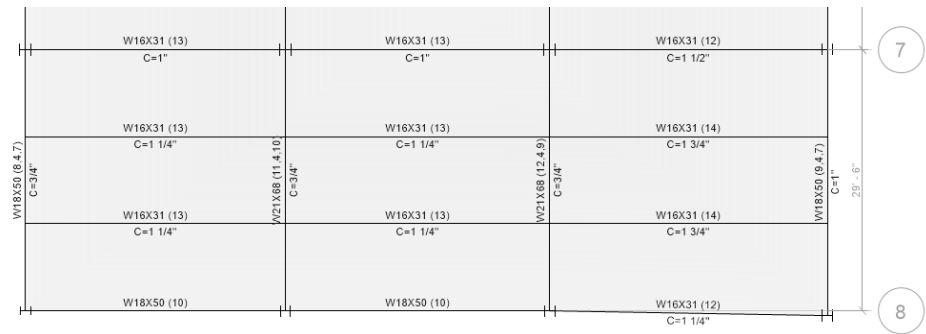 W16X31 (13)
W16X31 (13)
W16X31 (12)
7
C=1"
C=1"
C=1 1/2"
W16X31 (13)
W16X31 (13)
W16X31 (14)
C=1 1/4"
C=1 1/4"
C=1 3/4"
W18X50 (8,4,7)
C=3/4"
W21X68 (11,4,10)
C=3/4"
W21X68 (12,4,9)
C=3/4"
W18X50 (9,4,7)
C=1"
29' - 6"
W16X31 (13)
W16X31 (13)
W16X31 (14)
C=1 1/4"
C=1 1/4"
C=1 3/4"
W18X50 (10)
W18X50 (10)
W16X31 (12)
8
C=1 1/4"